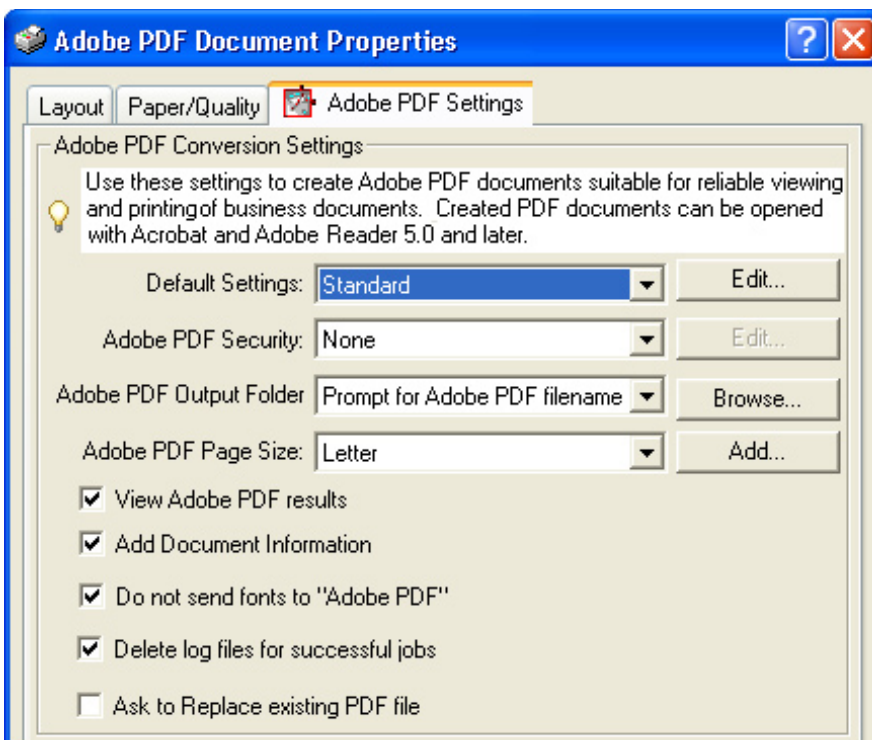 Adobe PDF Document Properties
Layout Paper/Quality Adobe PDF Settings
Adobe PDF Conversion Settings
Use these settings to create Adobe PDF documents suitable for reliable viewing
and printingof business documents. Created PDF documents can be opened
with Acrobat and Adobe Reader 5.0 and later.
Default Settings: Standard Edit...
Adobe PDF Security: None Edit...
Adobe PDF Output Folder Prompt for Adobe PDF filename Browse...
Adobe PDF Page Size: Letter Add...
View Adobe PDF results
Add Document Information
Do not send fonts to "Adobe PDF"
Delete log files for successful jobs
Ask to Replace existing PDF file